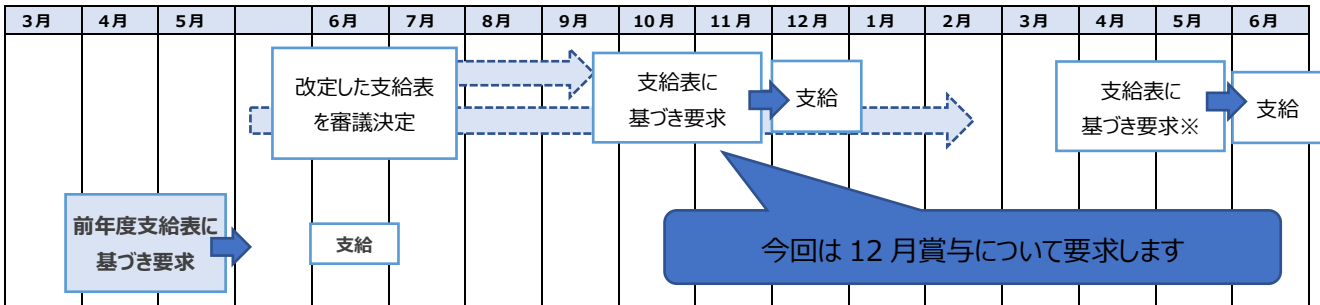 3月 4月 5月 6月 7月 8月 9月 10月 11月 12月 1月 2月 3月 4月 5月 6月
改定した支給表
を審議決定
支給表に
基づき要求
支給
支給表に
基づき要求※
支給
前年度支給表に
基づき要求
支給
今回は 12 月賞与について要求します